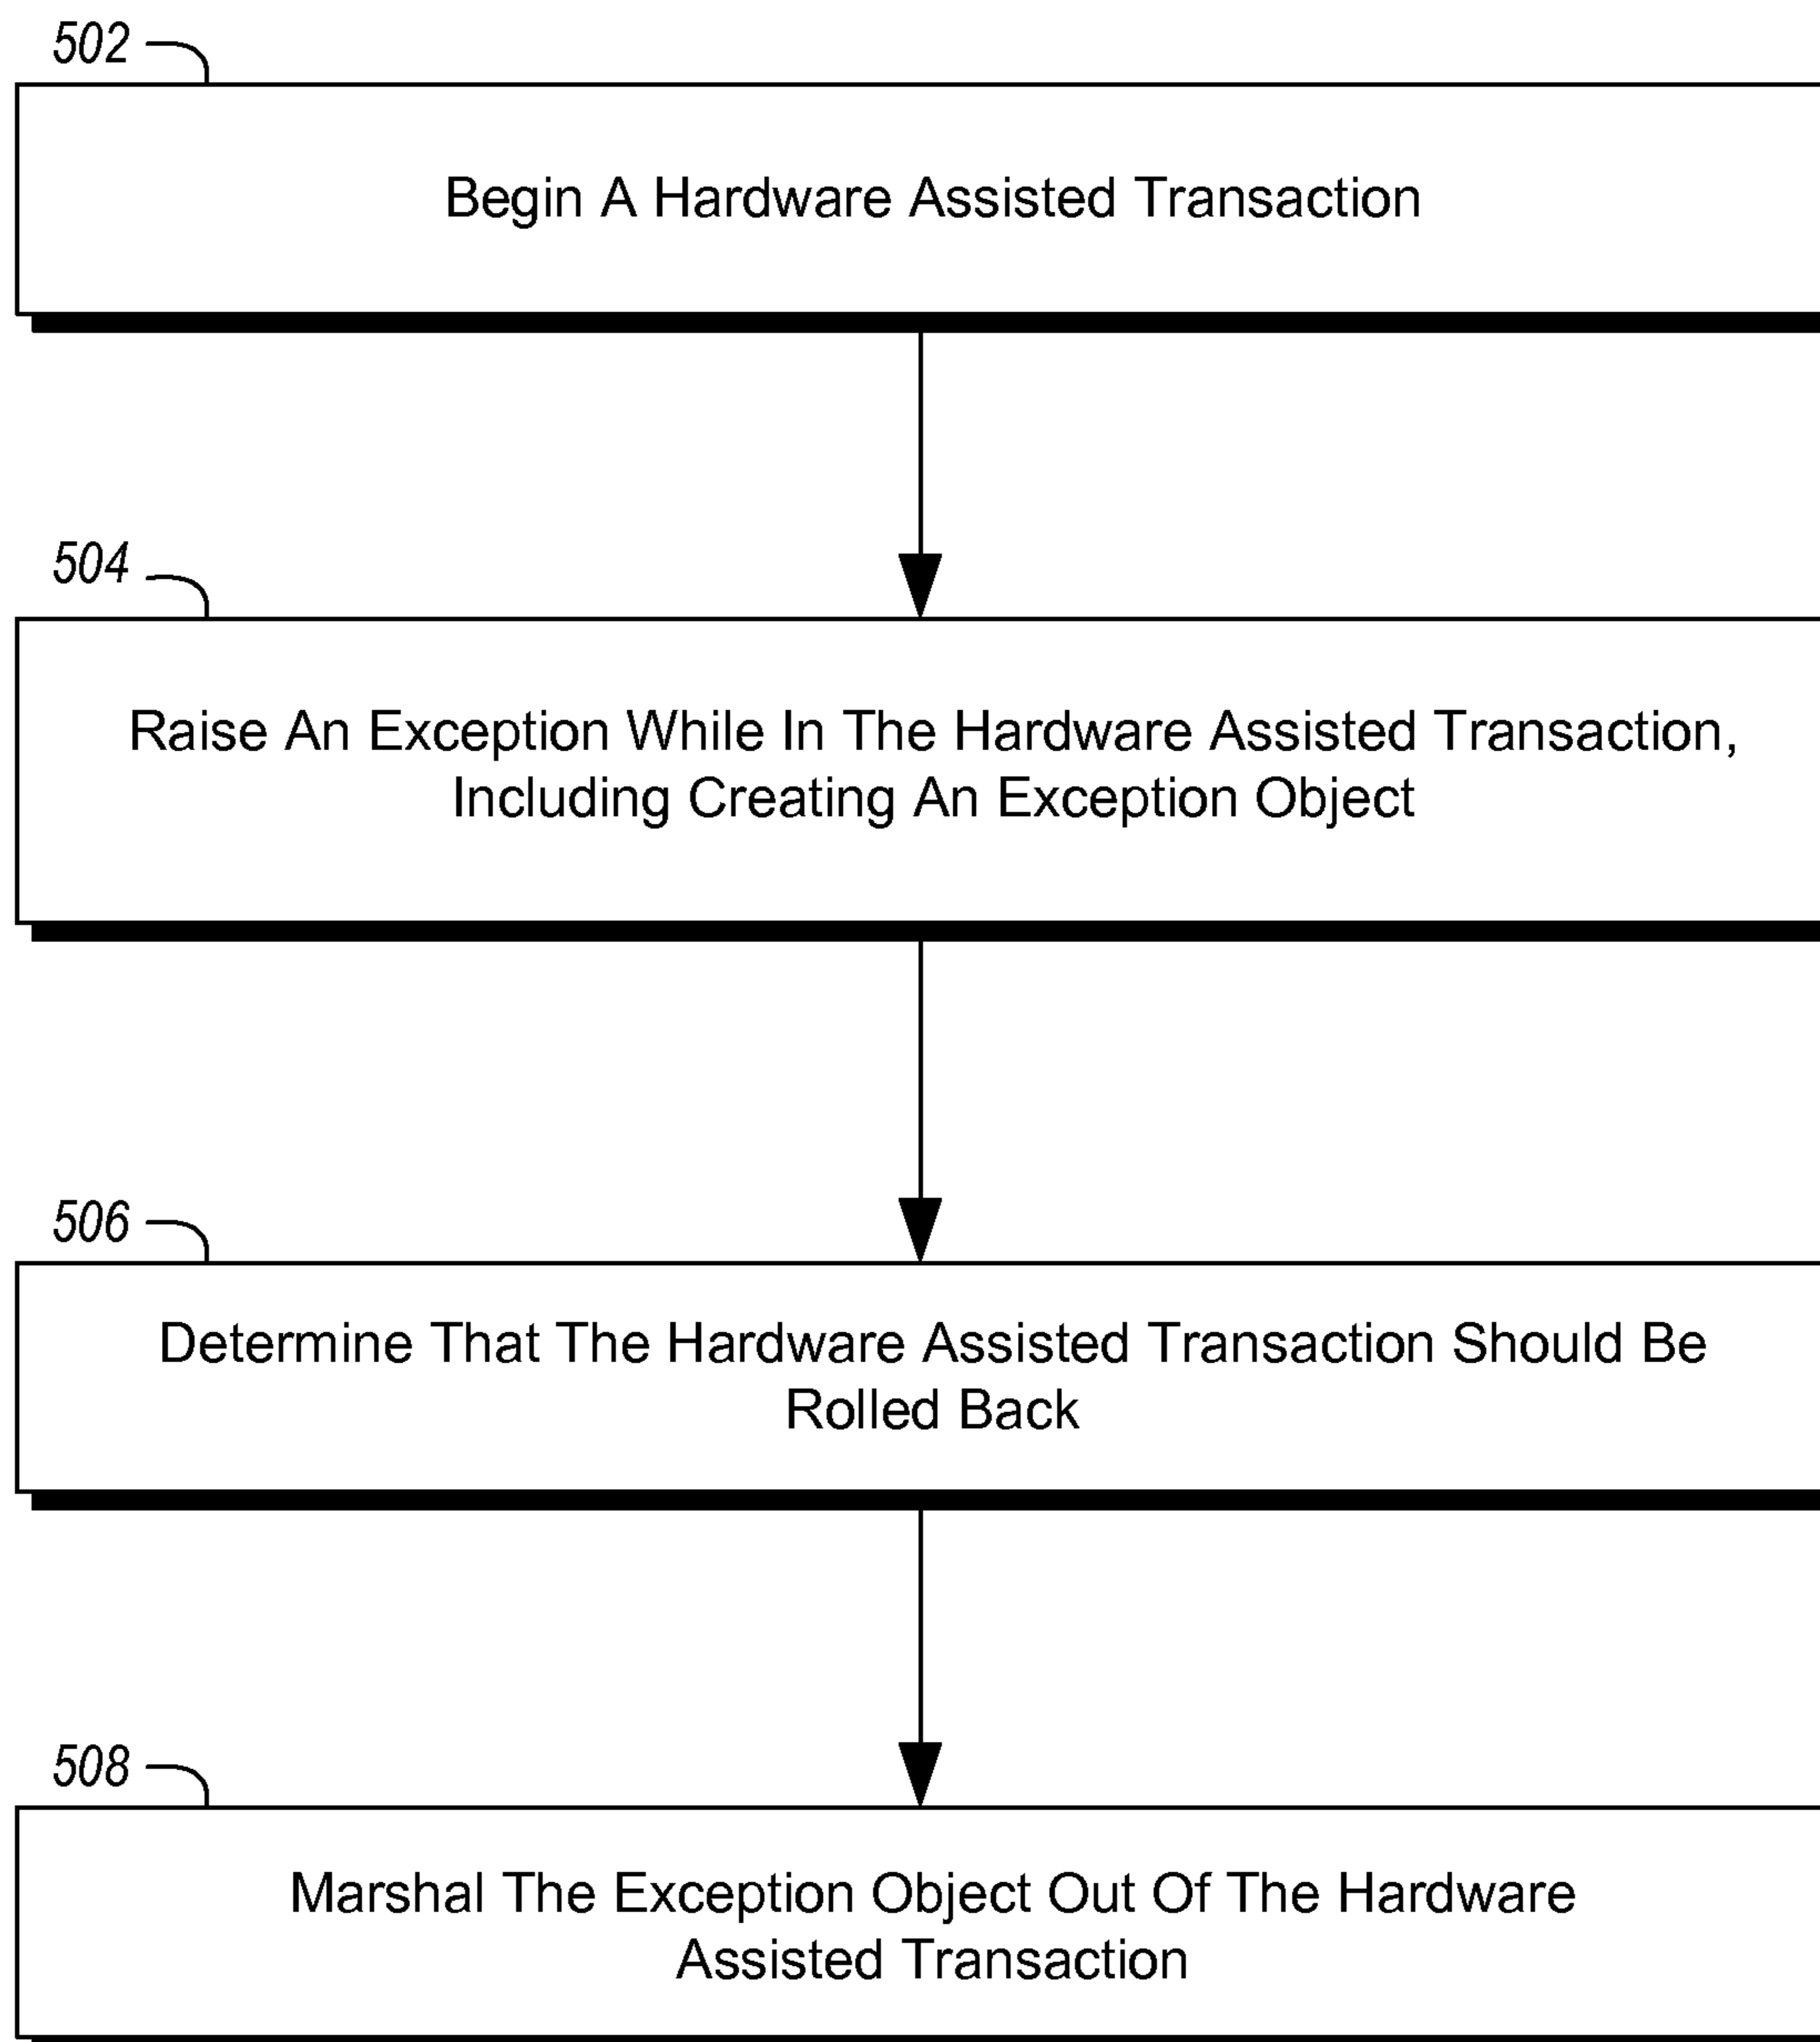 502
Begin A Hardware Assisted Transaction
504
Raise An Exception While In The Hardware Assisted Transaction,
Including Creating An Exception Object
506
Determine That The Hardware Assisted Transaction Should Be
Rolled Back
508
Marshal The Exception Object Out Of The Hardware
Assisted Transaction